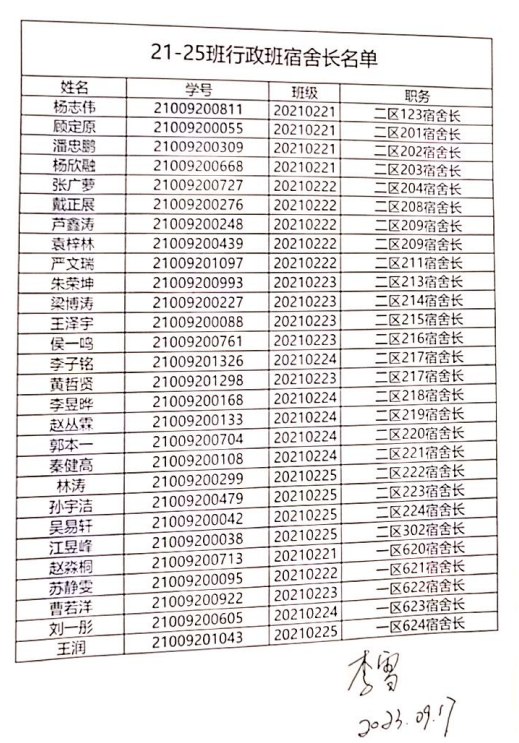 21-25班行政班宿舍长名单
姓名 学号 班级 职务
杨志伟 21009200811 20210221 二区123宿舍长
顾定原 21009200055 20210221 二区201宿舍长
潘忠鹏 21009200309 20210221 二区202宿舍长
杨欣融 21009200668 20210221 二区203宿舍长
张广萝 21009200727 20210222 二区204宿舍长
戴正展 21009200276 20210222 二区208宿舍长
芦鑫涛 21009200248 20210222 二区209宿舍长
袁梓林 21009200439 20210222 二区209宿舍长
严文瑞 21009201097 20210222 二区211宿舍长
朱荣坤 21009200993 20210223 二区213宿舍长
梁博涛 21009200227 20210223 二区214宿舍长
王泽宇 21009200088 20210223 二区215宿舍长
侯一鸣 21009200761 20210223 二区216宿舍长
李子铭 21009201326 20210224 二区217宿舍长
黄哲贤 21009201298 20210223 二区217宿舍长
李昱晔 21009200168 20210224 二区218宿舍长
赵丛霖 21009200133 20210224 二区219宿舍长
郭本一 21009200704 20210224 二区220宿舍长
秦健高 21009200108 20210224 二区221宿舍长
林涛 21009200299 20210225 二区222宿舍长
孙宇洁 21009200479 20210225 二区223宿舍长
吴易轩 21009200042 20210225 二区224宿舍长
江昱峰 21009200038 20210225 二区302宿舍长
赵淼桐 21009200713 20210221 一区620宿舍长
苏静雯 21009200095 20210222 一区621宿舍长
曹若洋 21009200922 20210223 一区622宿舍长
刘一彤 21009200605 20210224 一区623宿舍长
王润 21009201043 20210225 一区624宿舍长
李雷
2023.09.17